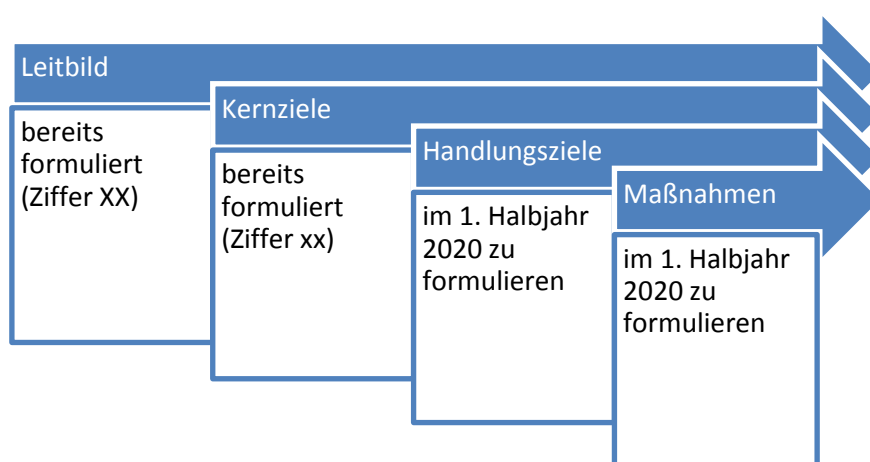 Leitbild
bereits
formuliert
(Ziffer XX)
Kernziele
bereits
formuliert
(Ziffer xx)
Handlungsziele
im 1. Halbjahr
2020 zu
formulieren
Maßnahmen
im 1. Halbjahr
2020 zu
formulieren